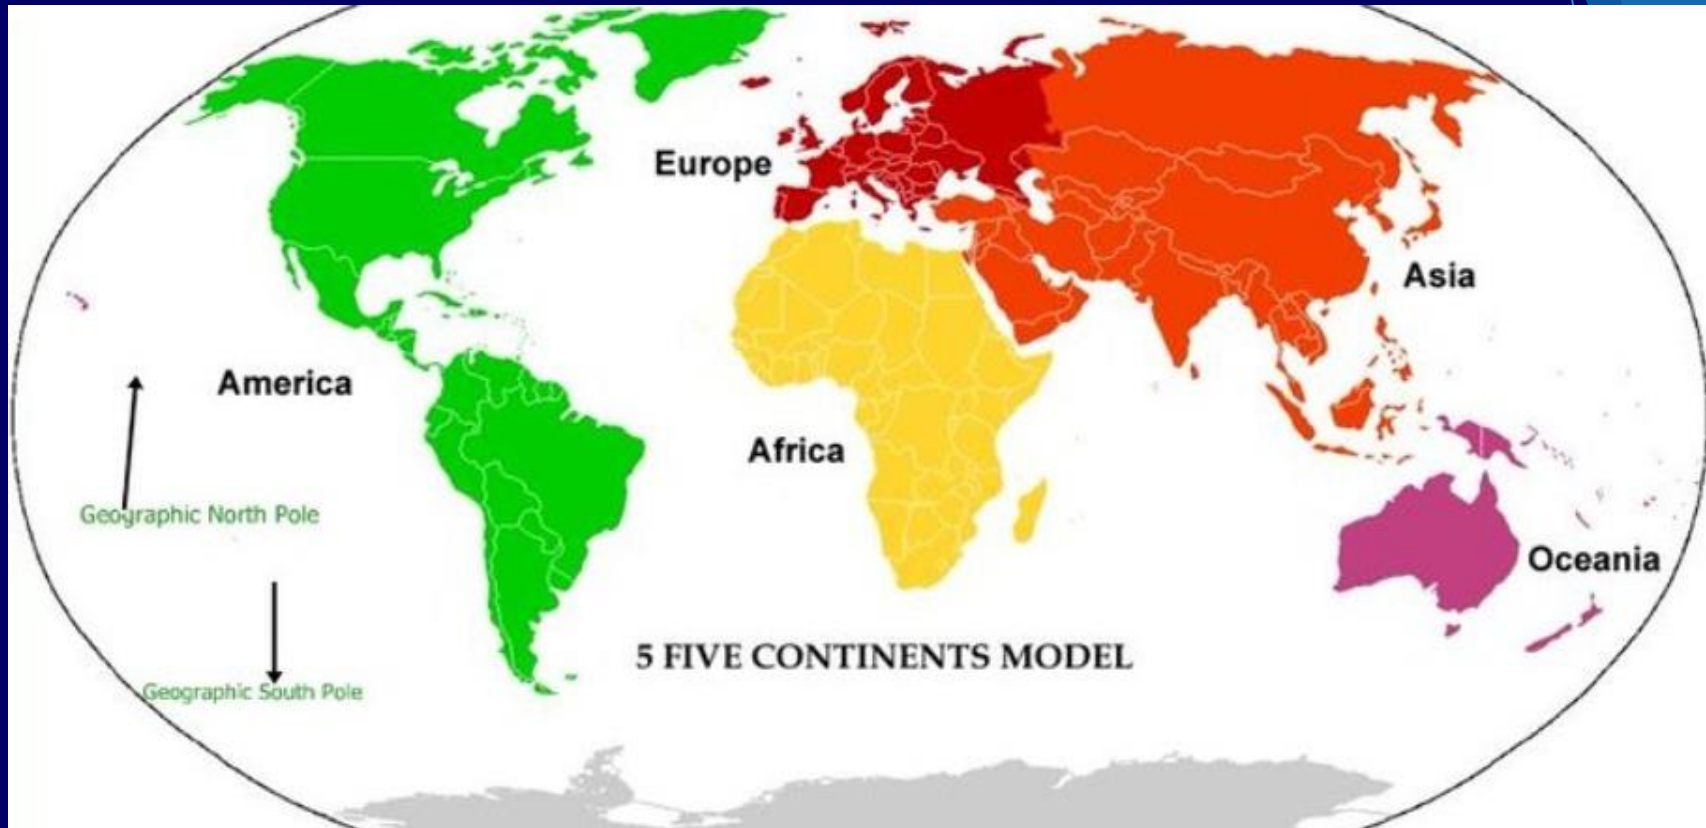 Europe
Asia
America
Africa
Geographic North Pole
Oceania
5 FIVE CONTINENTS MODEL
Geographic South Pole